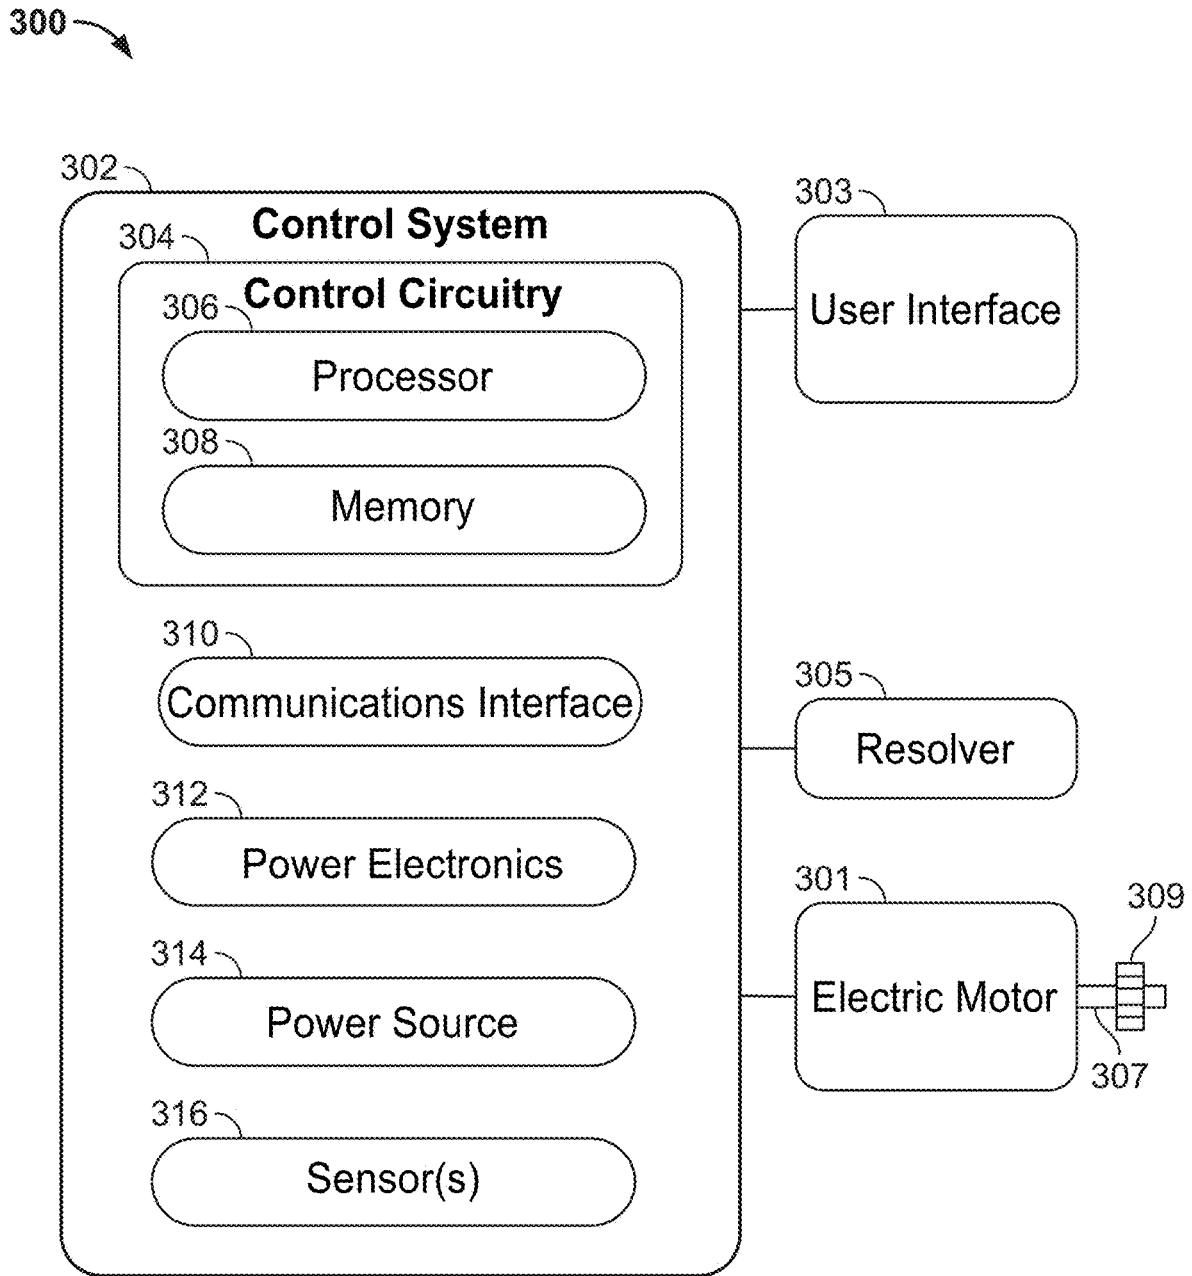 300
302
Control System
303
304
Control Circuitry
User Interface
306
Processor
308
Memory
310
Communications Interface
305
Resolver
312
Power Electronics
301
309
Electric Motor
307
314
Power Source
316
Sensor(s)